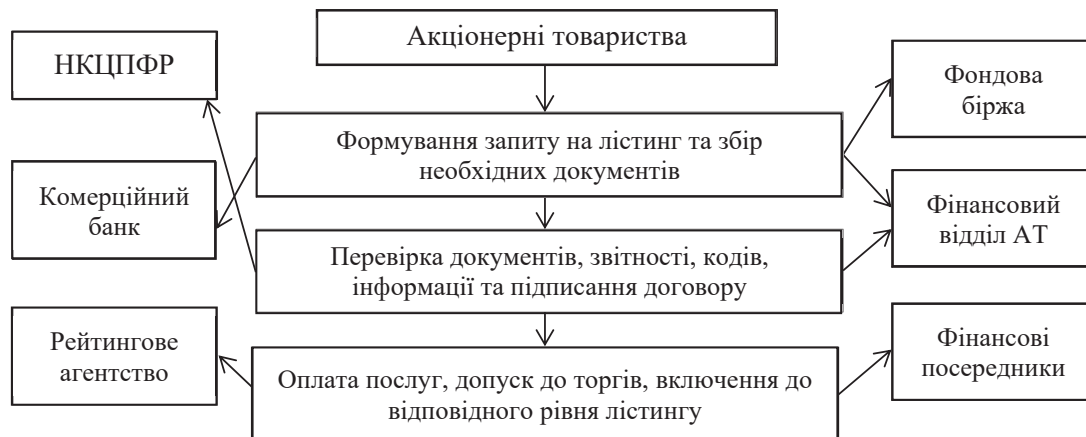 Акціонерні товариства
НКЦПФР
Фондова
біржа
Формування запиту на лістинг та збір
необхідних документів
Комерційний
банк
Фінансовий
відділ АТ
Перевірка документів, звітності, кодів,
інформації та підписання договору
Рейтингове
агентство
Фінансові
посередники
Оплата послуг, допуск до торгів, включення до
відповідного рівня лістингу